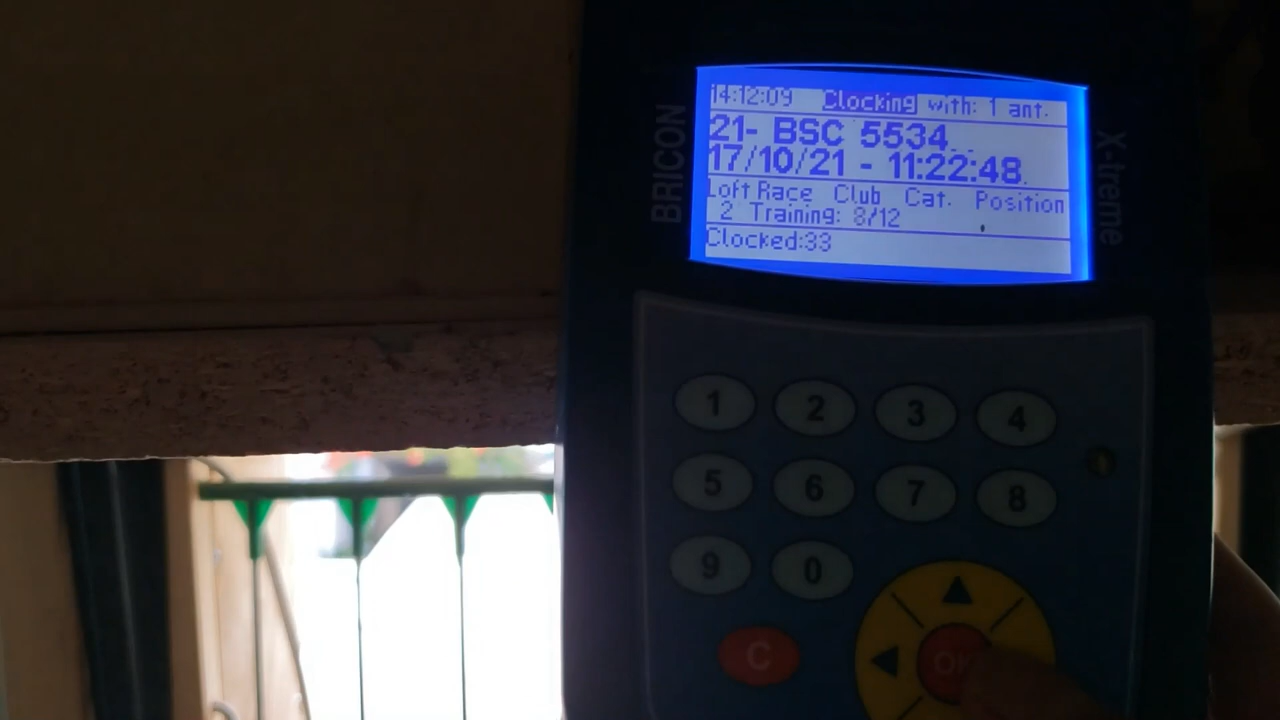 BRICON
X-treme
14:12:09 Clocking with: 1 ant.
21- BSC 5534
17/10/21 - 11:22:48
Loft Race Club Cat. Position
2 Training: 8/12
Clocked:33
1 2 3 4
5 6 7 8
9 0
C OK